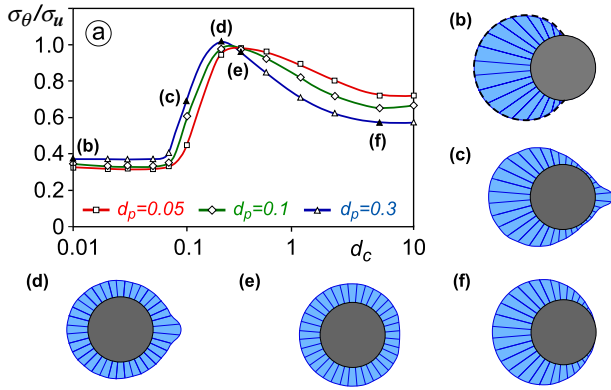 σθ/σu
a
(d)
(b)
1.0
0.8
(c)
(e)
0.6
0.4
(b)
(f)
(c)
0.2
dp=0.05 dp=0.1 dp=0.3
0
0.01 0.1 1 dc 10
(d) (e) (f)